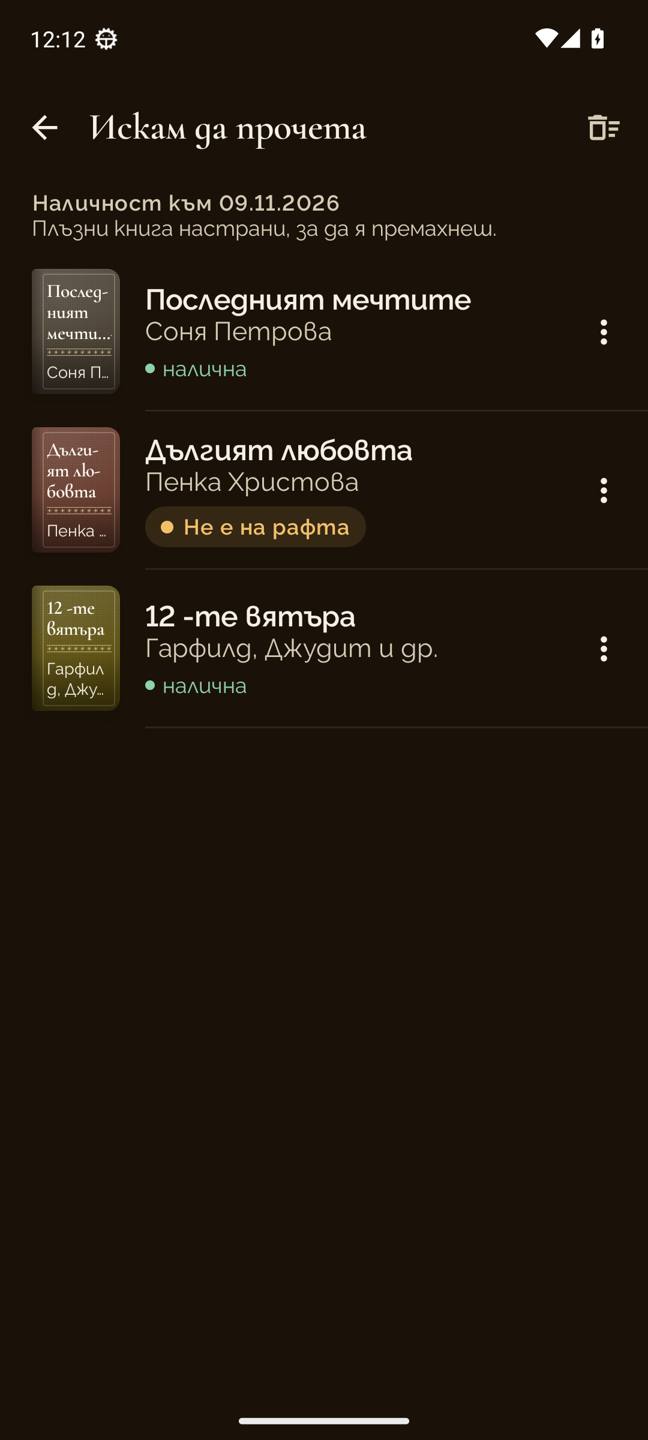 12:12
Искам да прочета
Наличност към 09.11.2026
Плъзни книга настрани, за да я премахнеш.
Послед-
ният
мечти...
Соня П...
Последният мечтите
Соня Петрова
налична
Дълги-
ят лю-
бовта
Пенка ...
Дългият любовта
Пенка Христова
Не е на рафта
12 -те
вятъра
Гарфил
д, Джу...
12 -те вятъра
Гарфилд, Джудит и др.
налична